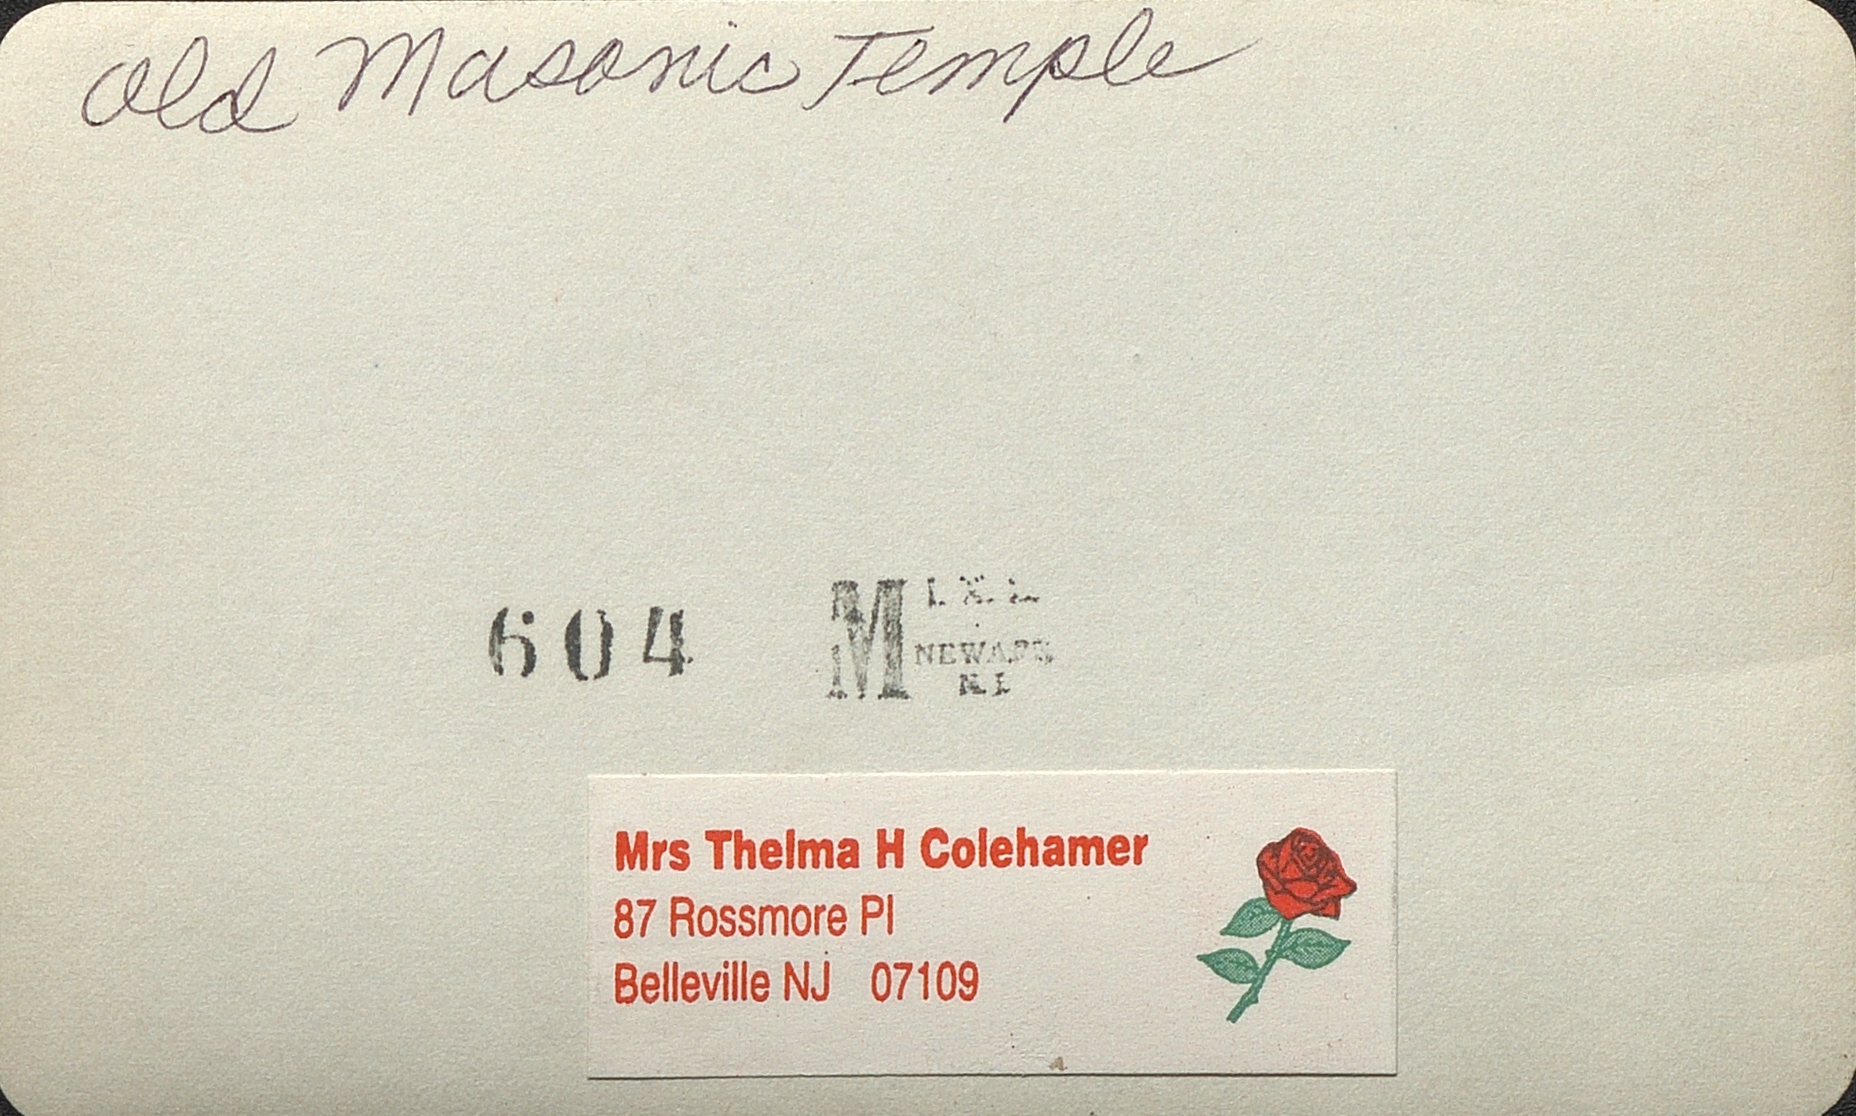 Old Masonic Temple
604 M
NEWARK
N.J.
Mrs Thelma H Colehamer
87 Rossmore Pl
Belleville NJ 07109